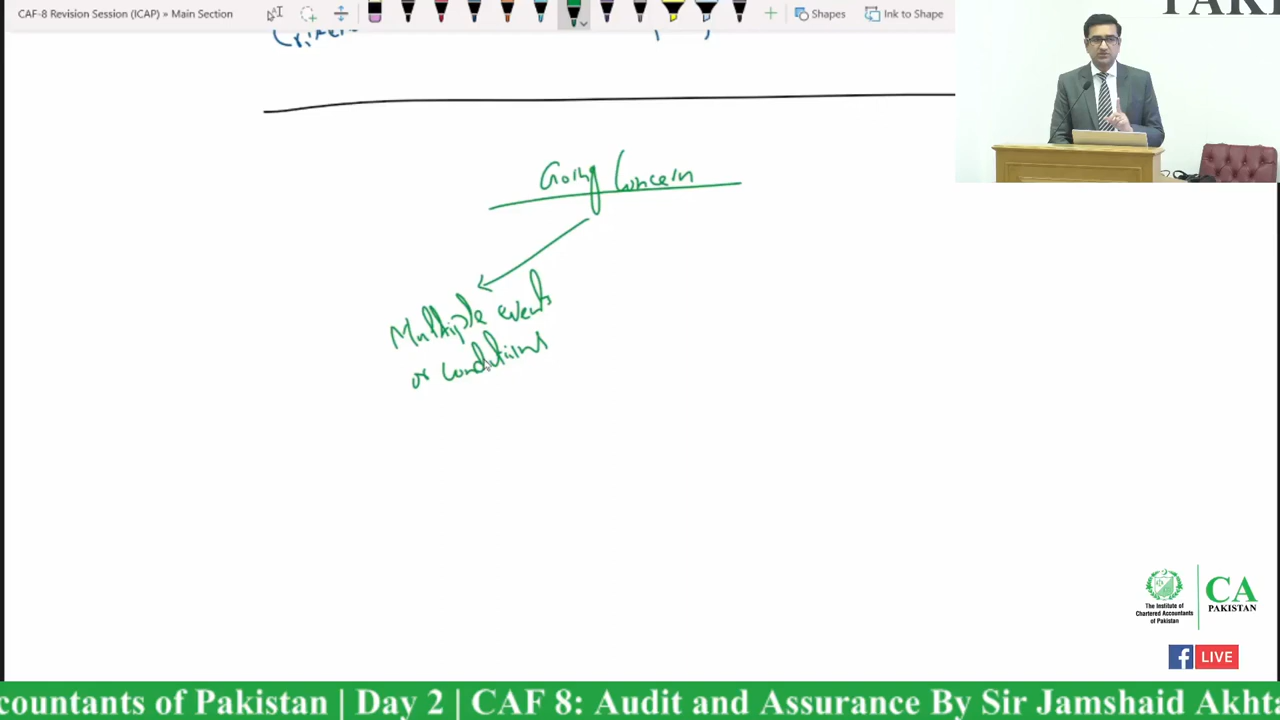 CAF-8 Revision Session (ICAP) » Main Section
Shapes
Ink to Shape
Going Concern
Multiple events
or conditions
The Institute of
Chartered Accountants
of Pakistan
CA
PAKISTAN
f LIVE
countants of Pakistan | Day 2 | CAF 8: Audit and Assurance By Sir Jamshaid Akhta